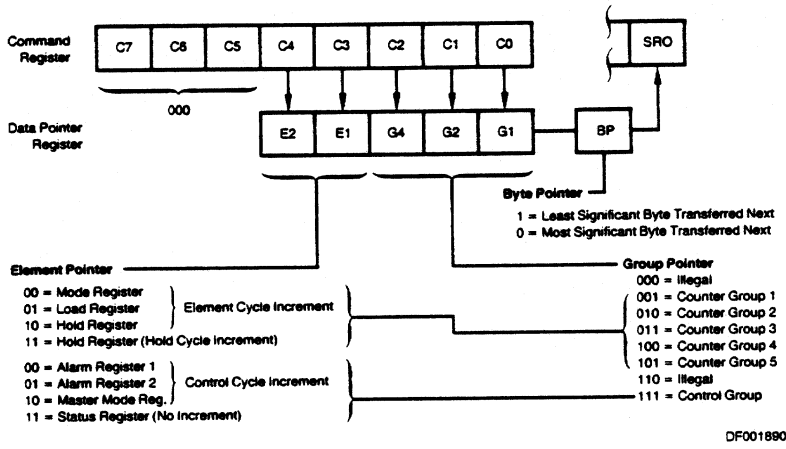 Command
Register
C7 C6 C5 C4 C3 C2 C1 C0
SRO
000
Data Pointer
Register
E2 E1 G4 G2 G1
BP
Byte Pointer
1 = Least Significant Byte Transferred Next
0 = Most Significant Byte Transferred Next
Element Pointer
00 = Mode Register
01 = Load Register
10 = Hold Register
11 = Hold Register (Hold Cycle Increment)
Element Cycle Increment
00 = Alarm Register 1
01 = Alarm Register 2
10 = Master Mode Reg.
11 = Status Register (No Increment)
Control Cycle Increment
Group Pointer
000 = Illegal
001 = Counter Group 1
010 = Counter Group 2
011 = Counter Group 3
100 = Counter Group 4
101 = Counter Group 5
110 = Illegal
111 = Control Group
DF001890